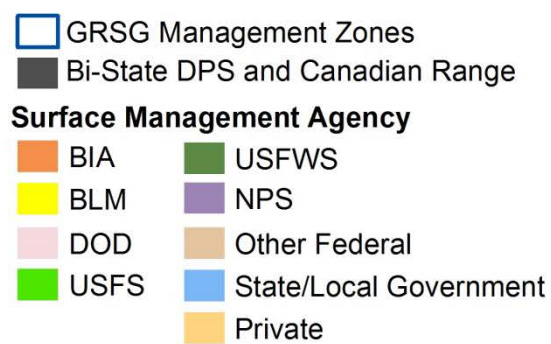 GRSG Management Zones
Bi-State DPS and Canadian Range
Surface Management Agency
BIA
BLM
DOD
USFS
USFWS
NPS
Other Federal
State/Local Government
Private